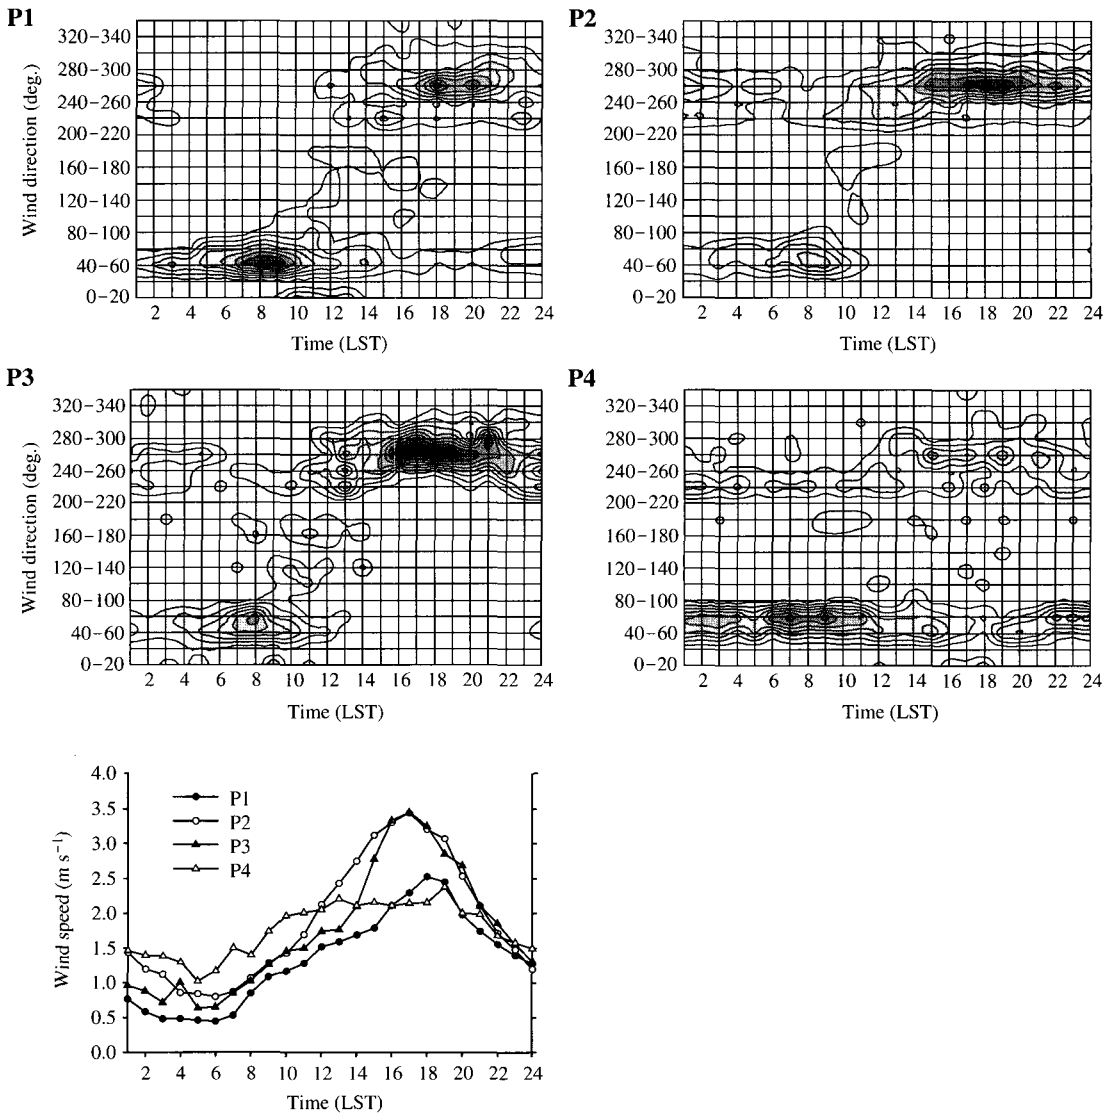 P1
Wind direction (deg.)
320–340
280–300
240–260
200–220
160–180
120–140
80–100
40–60
0–20
2 4 6 8 10 12 14 16 18 20 22 24
Time (LST)
P2
320–340
280–300
240–260
200–220
160–180
120–140
80–100
40–60
0–20
2 4 6 8 10 12 14 16 18 20 22 24
Time (LST)
P3
Wind direction (deg.)
320–340
280–300
240–260
200–220
160–180
120–140
80–100
40–60
0–20
2 4 6 8 10 12 14 16 18 20 22 24
Time (LST)
P4
320–340
280–300
240–260
200–220
160–180
120–140
80–100
40–60
0–20
2 4 6 8 10 12 14 16 18 20 22 24
Time (LST)
Wind speed (m s⁻¹)
4.0
3.5
3.0
2.5
2.0
1.5
1.0
0.5
0.0
P1
P2
P3
P4
2 4 6 8 10 12 14 16 18 20 22 24
Time (LST)